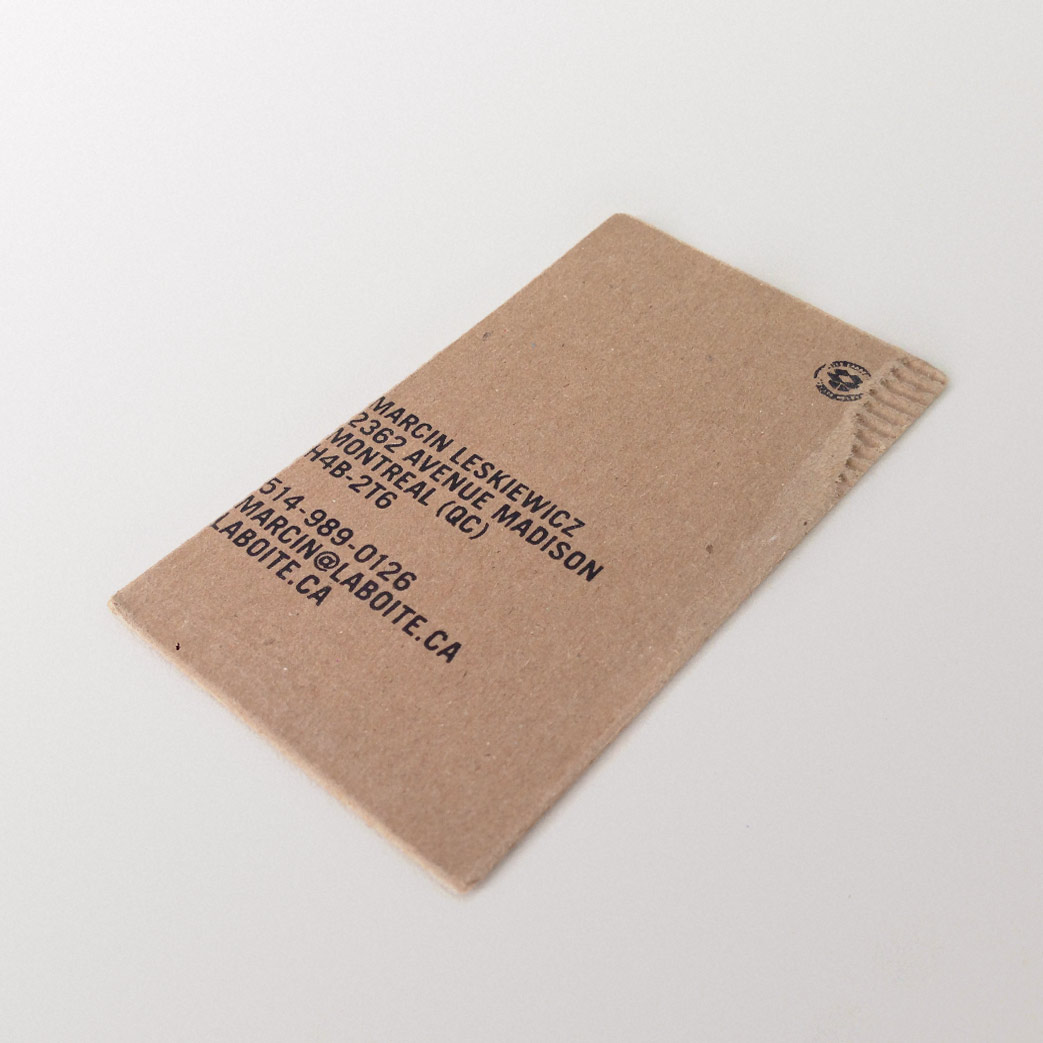 MARCIN LESKIEWICZ
2362 AVENUE MADISON
MONTREAL (QC)
H4B-2T6
514-989-0126
MARCIN@LABOITE.CA
LABOITE.CA